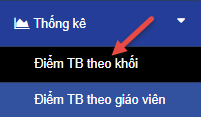 Thống kê
Điểm TB theo khối
Điểm TB theo giáo viên